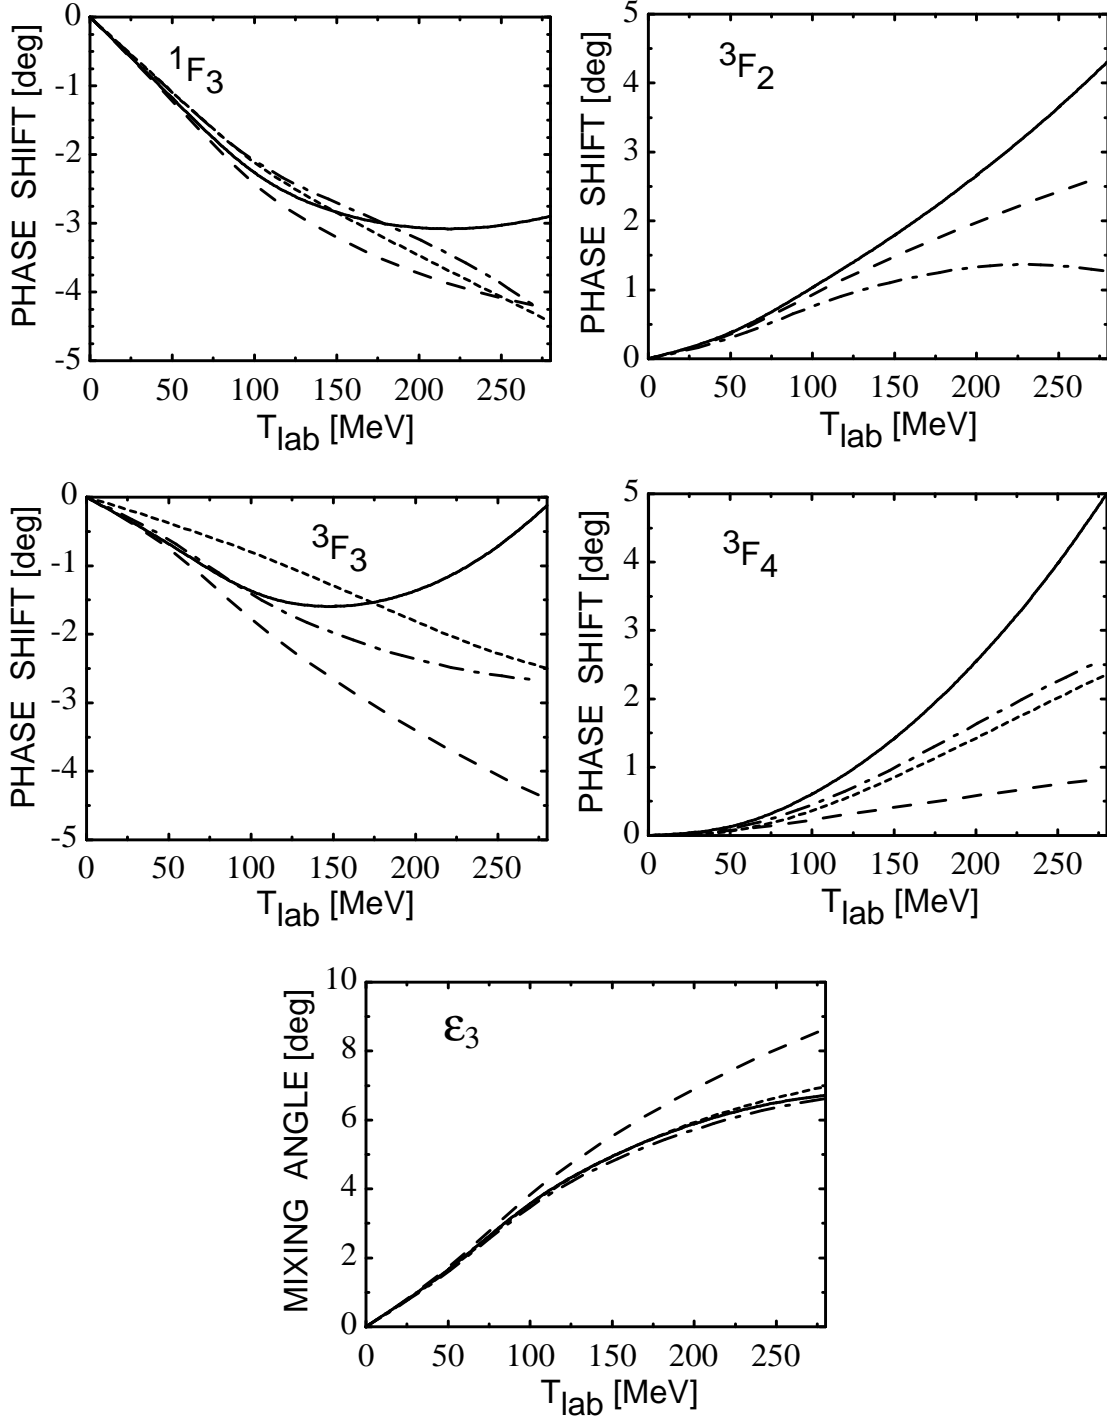 PHASE SHIFT [deg]
0
-1
-2
-3
-4
-5
¹F₃
0 50 100 150 200 250
T_lab [MeV]
PHASE SHIFT [deg]
5
4
3
2
1
0
³F₂
0 50 100 150 200 250
T_lab [MeV]
PHASE SHIFT [deg]
0
-1
-2
-3
-4
-5
³F₃
0 50 100 150 200 250
T_lab [MeV]
PHASE SHIFT [deg]
5
4
3
2
1
0
³F₄
0 50 100 150 200 250
T_lab [MeV]
MIXING ANGLE [deg]
10
8
6
4
2
0
ε₃
0 50 100 150 200 250
T_lab [MeV]